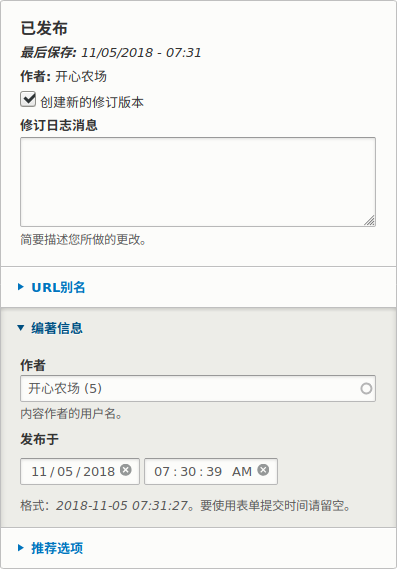 已发布
最后保存: 11/05/2018 - 07:31
作者: 开心农场
创建新的修订版本
修订日志消息
简要描述您所做的更改。
URL别名
编著信息
作者
开心农场 (5)
内容作者的用户名。
发布于
11 / 05 / 2018 07 : 30 : 39 AM
格式：2018-11-05 07:31:27。要使用表单提交时间请留空。
推荐选项